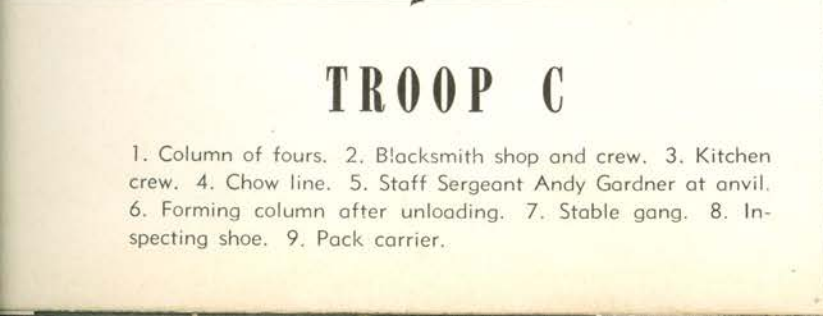 TROOP C
1. Column of fours. 2. Blacksmith shop and crew. 3. Kitchen
crew. 4. Chow line. 5. Staff Sergeant Andy Gardner at anvil.
6. Forming column after unloading. 7. Stable gang. 8. In-
specting shoe. 9. Pack carrier.